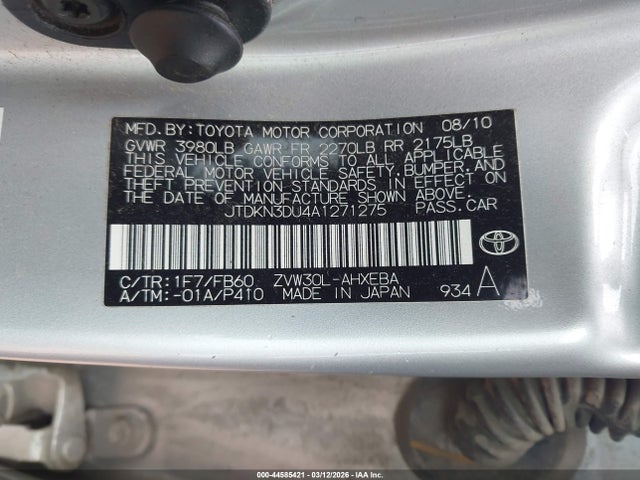 MFD. BY: TOYOTA MOTOR CORPORATION 08/10
GVWR 3980LB GAWR FR 2270LB RR 2175LB
THIS VEHICLE CONFORMS TO ALL APPLICABLE
FEDERAL MOTOR VEHICLE SAFETY, BUMPER, AND
THEFT PREVENTION STANDARDS IN EFFECT ON
THE DATE OF MANUFACTURE SHOWN ABOVE.
JTDKN3DU4A1271275 PASS. CAR
C/TR: 1F7/FB60 ZVW30L-AHXEBA
A/TM: -01A/P410 MADE IN JAPAN 934 A
000-44585421 - 03/12/2026 - IAA Inc. (IAA)